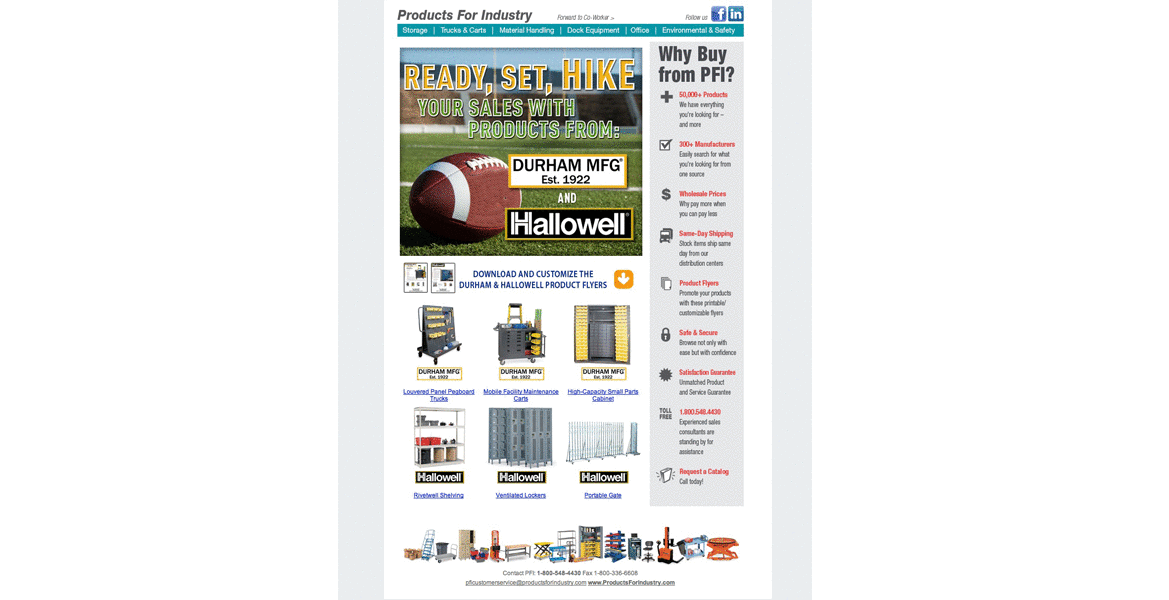 Products For Industry
Forward to Co-Worker >
Follow us
Storage | Trucks & Carts | Material Handling | Dock Equipment | Office | Environmental & Safety
READY, SET, HIKE
YOUR SALES WITH
PRODUCTS FROM:
DURHAM MFG®
Est. 1922
AND
Hallowell®
DOWNLOAD AND CUSTOMIZE THE
DURHAM & HALLOWELL PRODUCT FLYERS
DURHAM MFG
Est. 1922
DURHAM MFG
Est. 1922
DURHAM MFG
Est. 1922
Louvered Panel Pegboard
Trucks
Mobile Facility Maintenance
Carts
High-Capacity Small Parts
Cabinet
Hallowell
Hallowell
Hallowell
Rivetwell Shelving
Ventilated Lockers
Portable Gate
Why Buy
from PFI?
50,000+ Products
We have everything
you're looking for –
and more
300+ Manufacturers
Easily search for what
you're looking for from
one source
$
Wholesale Prices
Why pay more when
you can pay less
Same-Day Shipping
Stock items ship same
day from our
distribution centers
Product Flyers
Promote your products
with these printable/
customizable flyers
Safe & Secure
Browse not only with
ease but with confidence
Satisfaction Guarantee
Unmatched Product
and Service Guarantee
TOLL
FREE
1.800.548.4430
Experienced sales
consultants are
standing by for
assistance
Request a Catalog
Call today!
Contact PFI: 1-800-548-4430 Fax 1-800-336-6608
pficustomerservice@productsforindustry.com www.ProductsForIndustry.com